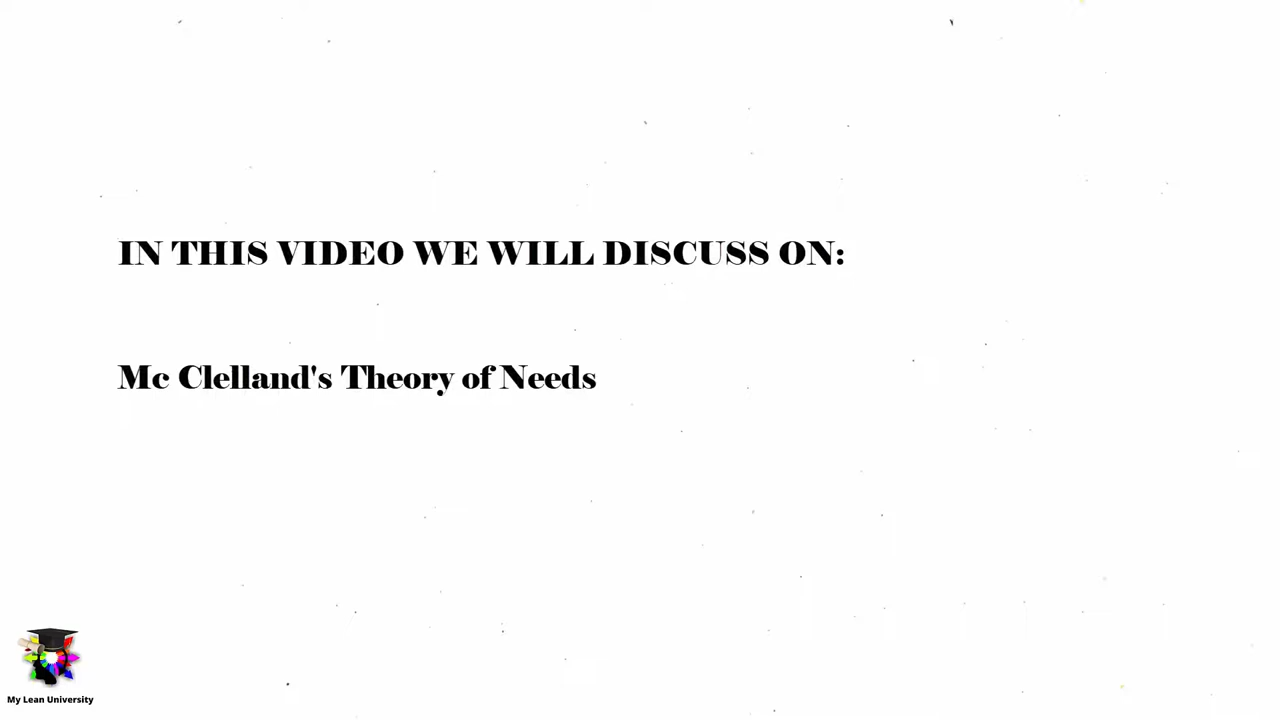 IN THIS VIDEO WE WILL DISCUSS ON:
Mc Clelland's Theory of Needs
My Lean University